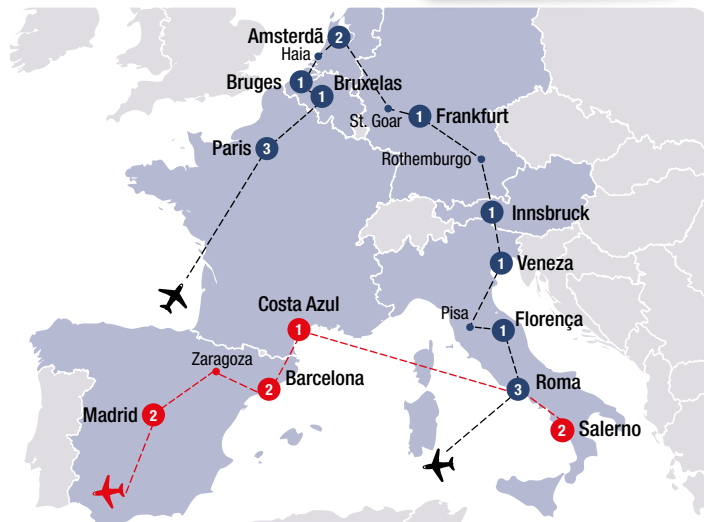 Amsterdã 2
Haia
Bruges 1
1 Bruxelas
St. Goar
1 Frankfurt
Paris 3
Rothemburgo
1 Innsbruck
1 Veneza
Costa Azul
1
Pisa
1 Florença
Zaragoza
2 Barcelona
3 Roma
Madrid 2
2 Salerno